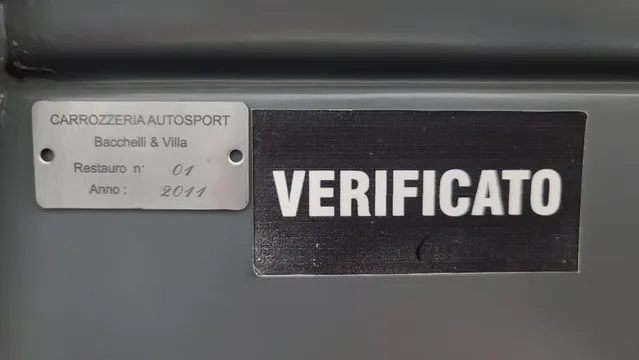 CARROZZERIA AUTOSPORT
Bacchelli & Villa
Restauro n° 01
Anno : 2011
VERIFICATO